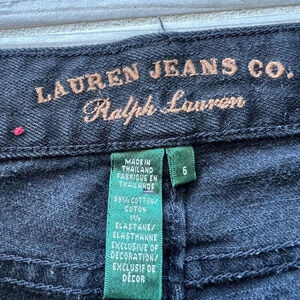 LAUREN JEANS CO.
Ralph Lauren
MADE IN
THAILAND
FABRIQUE EN
THAILANDE
6
99% COTTON/
COTON
1%
ELASTANE/
ELASTHANNE
EXCLUSIVE OF
DECORATION/
EXCLUSIF DE
DÉCOR